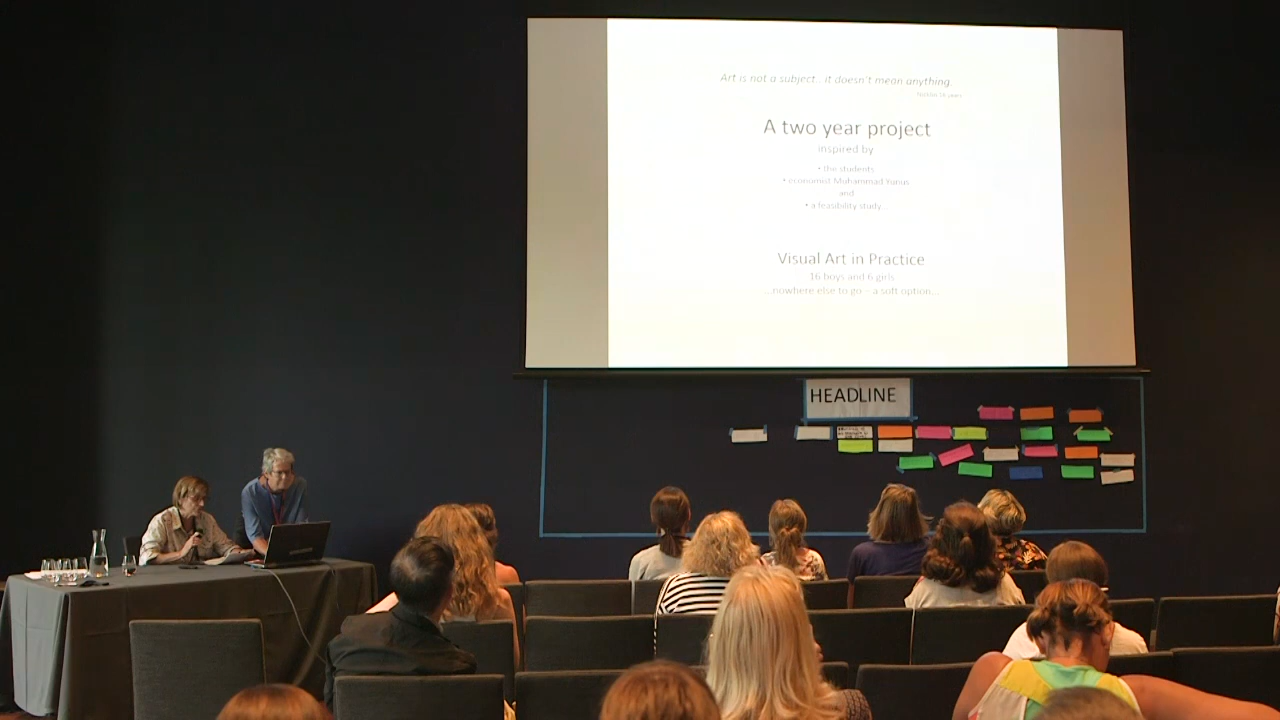 Art is not a subject...it doesn't mean anything...
A two year project
inspired by
• the students
• economist Muhammad Yunus
and
• a feasibility study...
Visual Art in Practice
16 boys and 6 girls
...nowhere else to go - a soft option...
HEADLINE